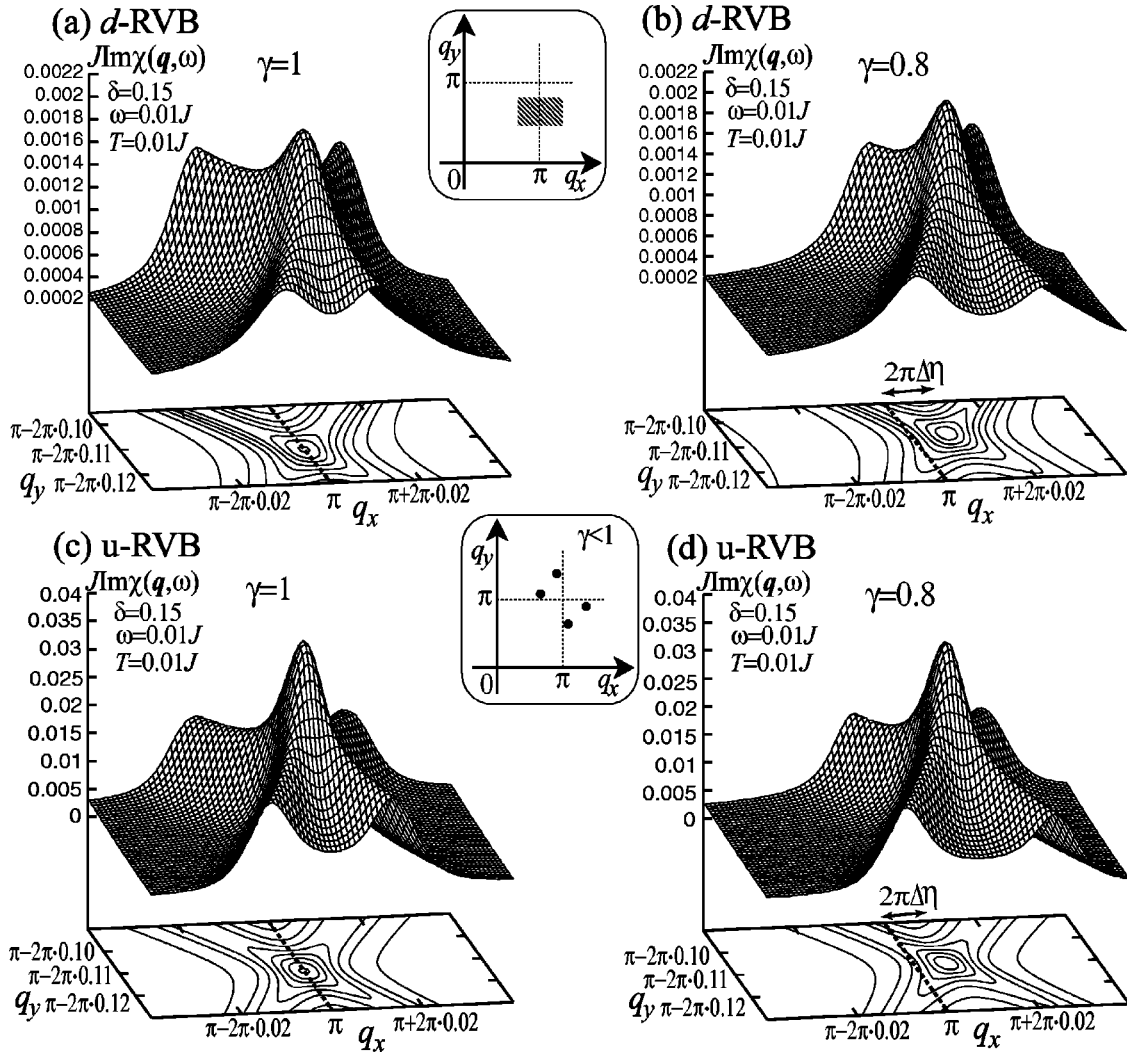 (a) d-RVB
JImχ(q,ω)
γ=1
δ=0.15
ω=0.01J
T=0.01J
0.0022
0.002
0.0018
0.0016
0.0014
0.0012
0.001
0.0008
0.0006
0.0004
0.0002
π−2π·0.10
π−2π·0.11
qy π−2π·0.12
π−2π·0.02 π π+2π·0.02
qx
qy
π
0 π qx
(b) d-RVB
JImχ(q,ω)
γ=0.8
δ=0.15
ω=0.01J
T=0.01J
0.0022
0.002
0.0018
0.0016
0.0014
0.0012
0.001
0.0008
0.0006
0.0004
0.0002
2πΔη
π−2π·0.10
π−2π·0.11
qy π−2π·0.12
π−2π·0.02 π π+2π·0.02
qx
(c) u-RVB
JImχ(q,ω)
γ=1
δ=0.15
ω=0.01J
T=0.01J
0.04
0.035
0.03
0.025
0.02
0.015
0.01
0.005
0
π−2π·0.10
π−2π·0.11
qy π−2π·0.12
π−2π·0.02 π π+2π·0.02
qx
qy γ<1
π
0 π qx
(d) u-RVB
JImχ(q,ω)
γ=0.8
δ=0.15
ω=0.01J
T=0.01J
0.04
0.035
0.03
0.025
0.02
0.015
0.01
0.005
0
2πΔη
π−2π·0.10
π−2π·0.11
qy π−2π·0.12
π−2π·0.02 π π+2π·0.02
qx